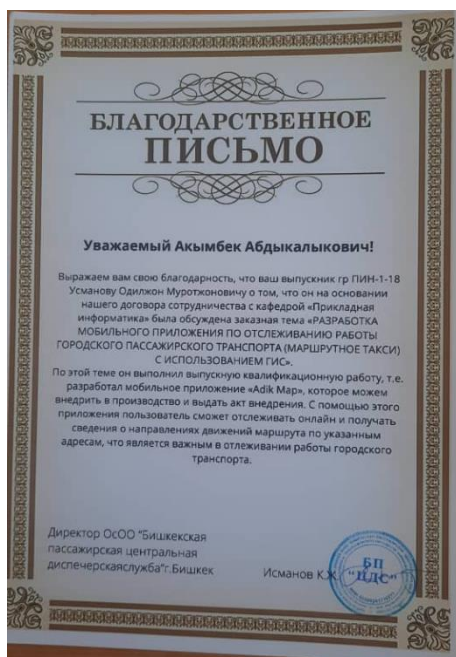 БЛАГОДАРСТВЕННОЕ
ПИСЬМО
Уважаемый Акымбек Абдыкалыкович!
Выражаем вам свою благодарность, что ваш выпускник гр ПИН-1-18
Усманову Одилжон Муротжоновичу о том, что он на основании
нашего договора сотрудничества с кафедрой «Прикладная
информатика» была обсуждена заказная тема «РАЗРАБОТКА
МОБИЛЬНОГО ПРИЛОЖЕНИЯ ПО ОТСЛЕЖИВАНИЮ РАБОТЫ
ГОРОДСКОГО ПАССАЖИРСКОГО ТРАНСПОРТА (МАРШРУТНОЕ ТАКСИ)
С ИСПОЛЬЗОВАНИЕМ ГИС».
По этой теме он выполнил выпускную квалификационную работу, т.е.
разработал мобильное приложение «Adik Map», которое можем
внедрить в производство и выдать акт внедрения. С помощью этого
приложения пользователь сможет отслеживать онлайн и получать
сведения о направлениях движений маршрута по указанным
адресам, что является важным в отлеживании работы городского
транспорта.
Директор ОсОО "Бишкекская
пассажирская центральная
диспечерскаяслужба"г.Бишкек
Исманов К.Ж.
БП
"ЦДС"